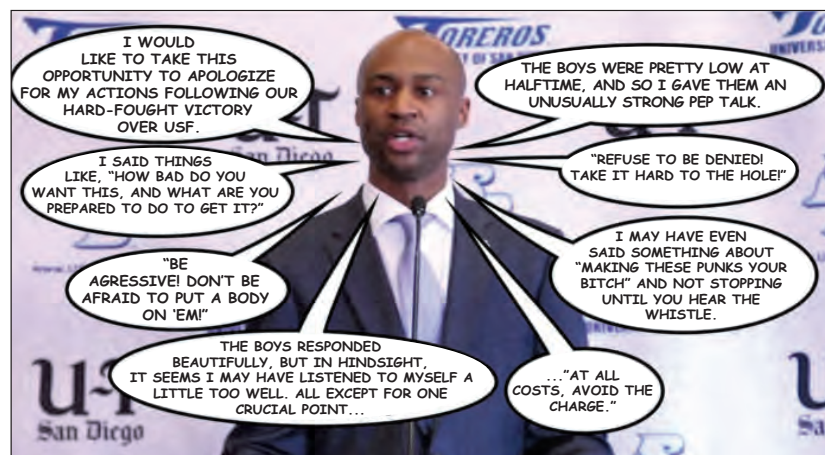 TOREROS
UNIVERSITY OF SAN
UNIVERS
I WOULD
LIKE TO TAKE THIS
OPPORTUNITY TO APOLOGIZE
FOR MY ACTIONS FOLLOWING OUR
HARD-FOUGHT VICTORY
OVER USF.
THE BOYS WERE PRETTY LOW AT
HALFTIME, AND SO I GAVE THEM AN
UNUSUALLY STRONG PEP TALK.
I SAID THINGS
LIKE, “HOW BAD DO YOU
WANT THIS, AND WHAT ARE YOU
PREPARED TO DO TO GET IT?”
“REFUSE TO BE DENIED!
TAKE IT HARD TO THE HOLE!”
“BE
AGRESSIVE! DON’T BE
AFRAID TO PUT A BODY
ON ‘EM!”
I MAY HAVE EVEN
SAID SOMETHING ABOUT
“MAKING THESE PUNKS YOUR
BITCH” AND NOT STOPPING
UNTIL YOU HEAR THE
WHISTLE.
THE BOYS RESPONDED
BEAUTIFULLY, BUT IN HINDSIGHT,
IT SEEMS I MAY HAVE LISTENED TO MYSELF A
LITTLE TOO WELL. ALL EXCEPT FOR ONE
CRUCIAL POINT...
...”AT ALL
COSTS, AVOID THE
CHARGE.”
U-T
San Diego
U-T
San Diego
San